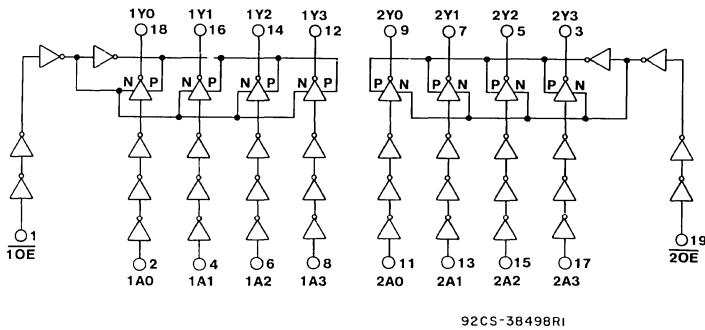 1Y0 1Y1 1Y2 1Y3 2Y0 2Y1 2Y2 2Y3
18 16 14 12 9 7 5 3
N P N P N P N P P N P N P N P N
1 19
1OE 2OE
2 4 6 8 11 13 15 17
1A0 1A1 1A2 1A3 2A0 2A1 2A2 2A3
92CS-38498R1